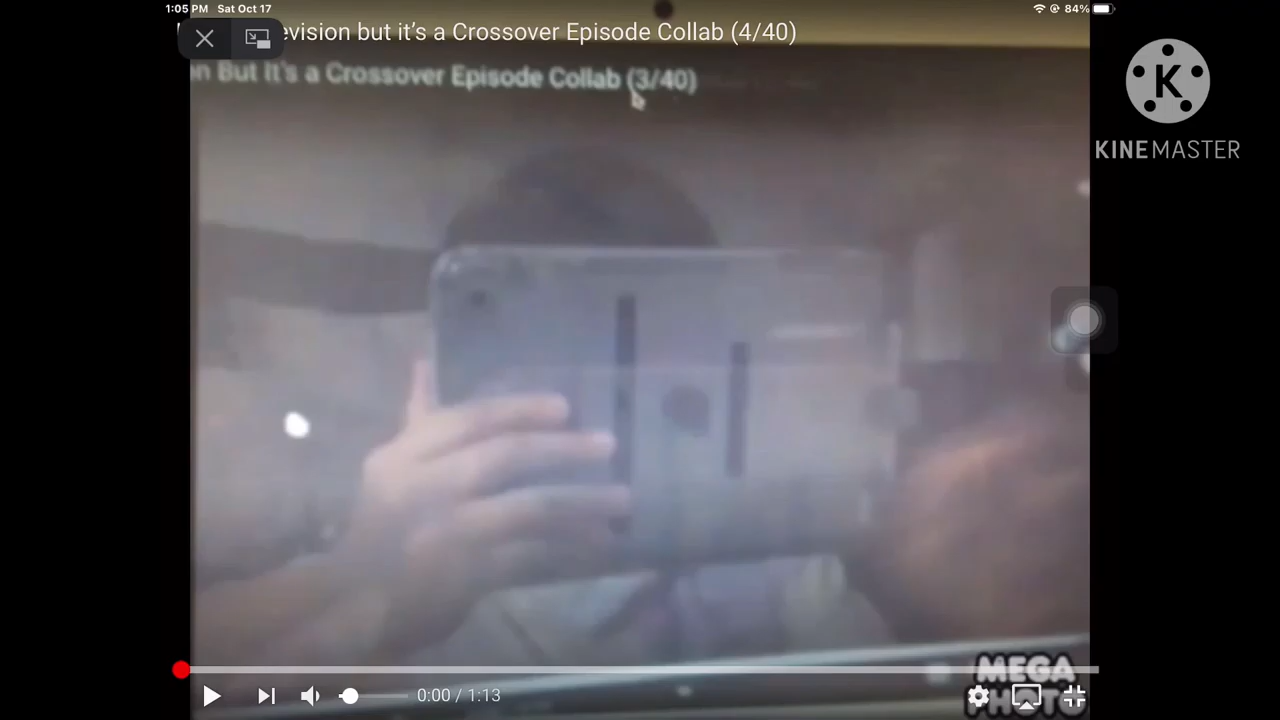 1:05 PM Sat Oct 17
84%
evision but it's a Crossover Episode Collab (4/40)
n But It's a Crossover Episode Collab (3/40)
K
KINEMASTER
0:00 / 1:13
MEGA
PHOTO